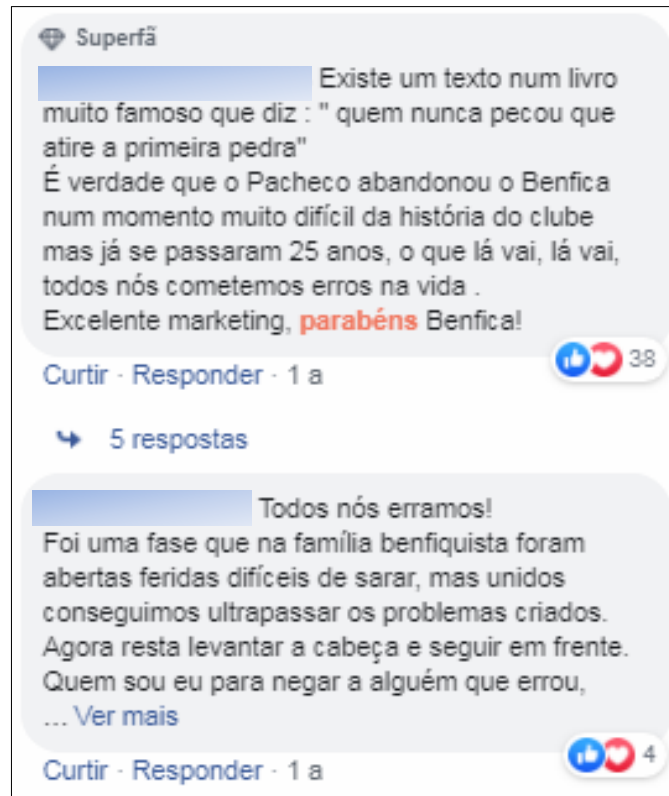 Superfã
Existe um texto num livro
muito famoso que diz : " quem nunca pecou que
atire a primeira pedra"
É verdade que o Pacheco abandonou o Benfica
num momento muito difícil da história do clube
mas já se passaram 25 anos, o que lá vai, lá vai,
todos nós cometemos erros na vida .
Excelente marketing, parabéns Benfica!
38
Curtir · Responder · 1 a
5 respostas
Todos nós erramos!
Foi uma fase que na família benfiquista foram
abertas feridas difíceis de sarar, mas unidos
conseguimos ultrapassar os problemas criados.
Agora resta levantar a cabeça e seguir em frente.
Quem sou eu para negar a alguém que errou,
... Ver mais
4
Curtir · Responder · 1 a